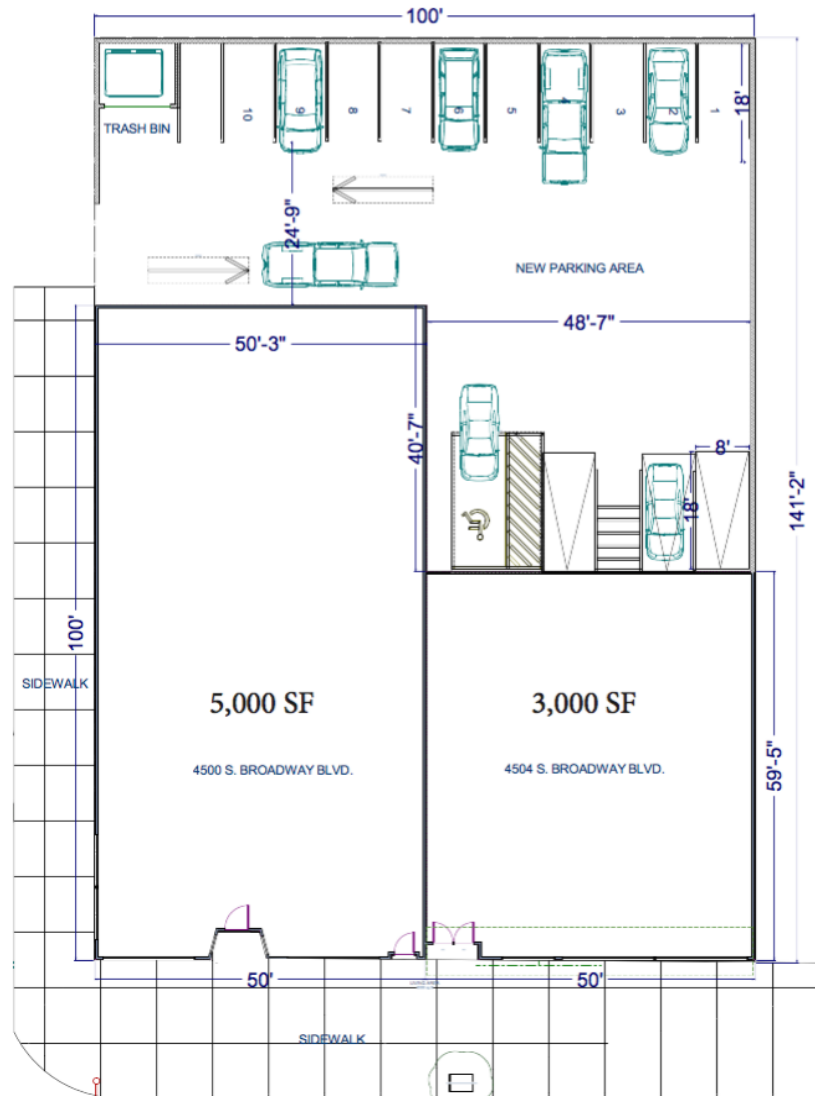 100'
TRASH BIN
10
9
8
7
6
5
4
3
2
1
18'
24'-9"
NEW PARKING AREA
50'-3"
48'-7"
40'-7"
8'
18'
141'-2"
100'
SIDEWALK
5,000 SF
3,000 SF
4500 S. BROADWAY BLVD.
4504 S. BROADWAY BLVD.
59'-5"
50'
50'
SIDEWALK